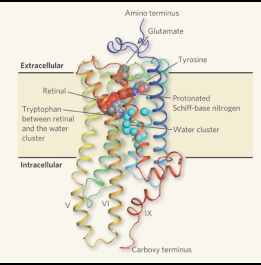 Amino terminus
Glutamate
Tyrosine
Extracellular
Retinal
Protonated
Schiff-base nitrogen
Tryptophan
between retinal
and the water
cluster
Water cluster
Intracellular
V
VI
IX
Carboxy terminus